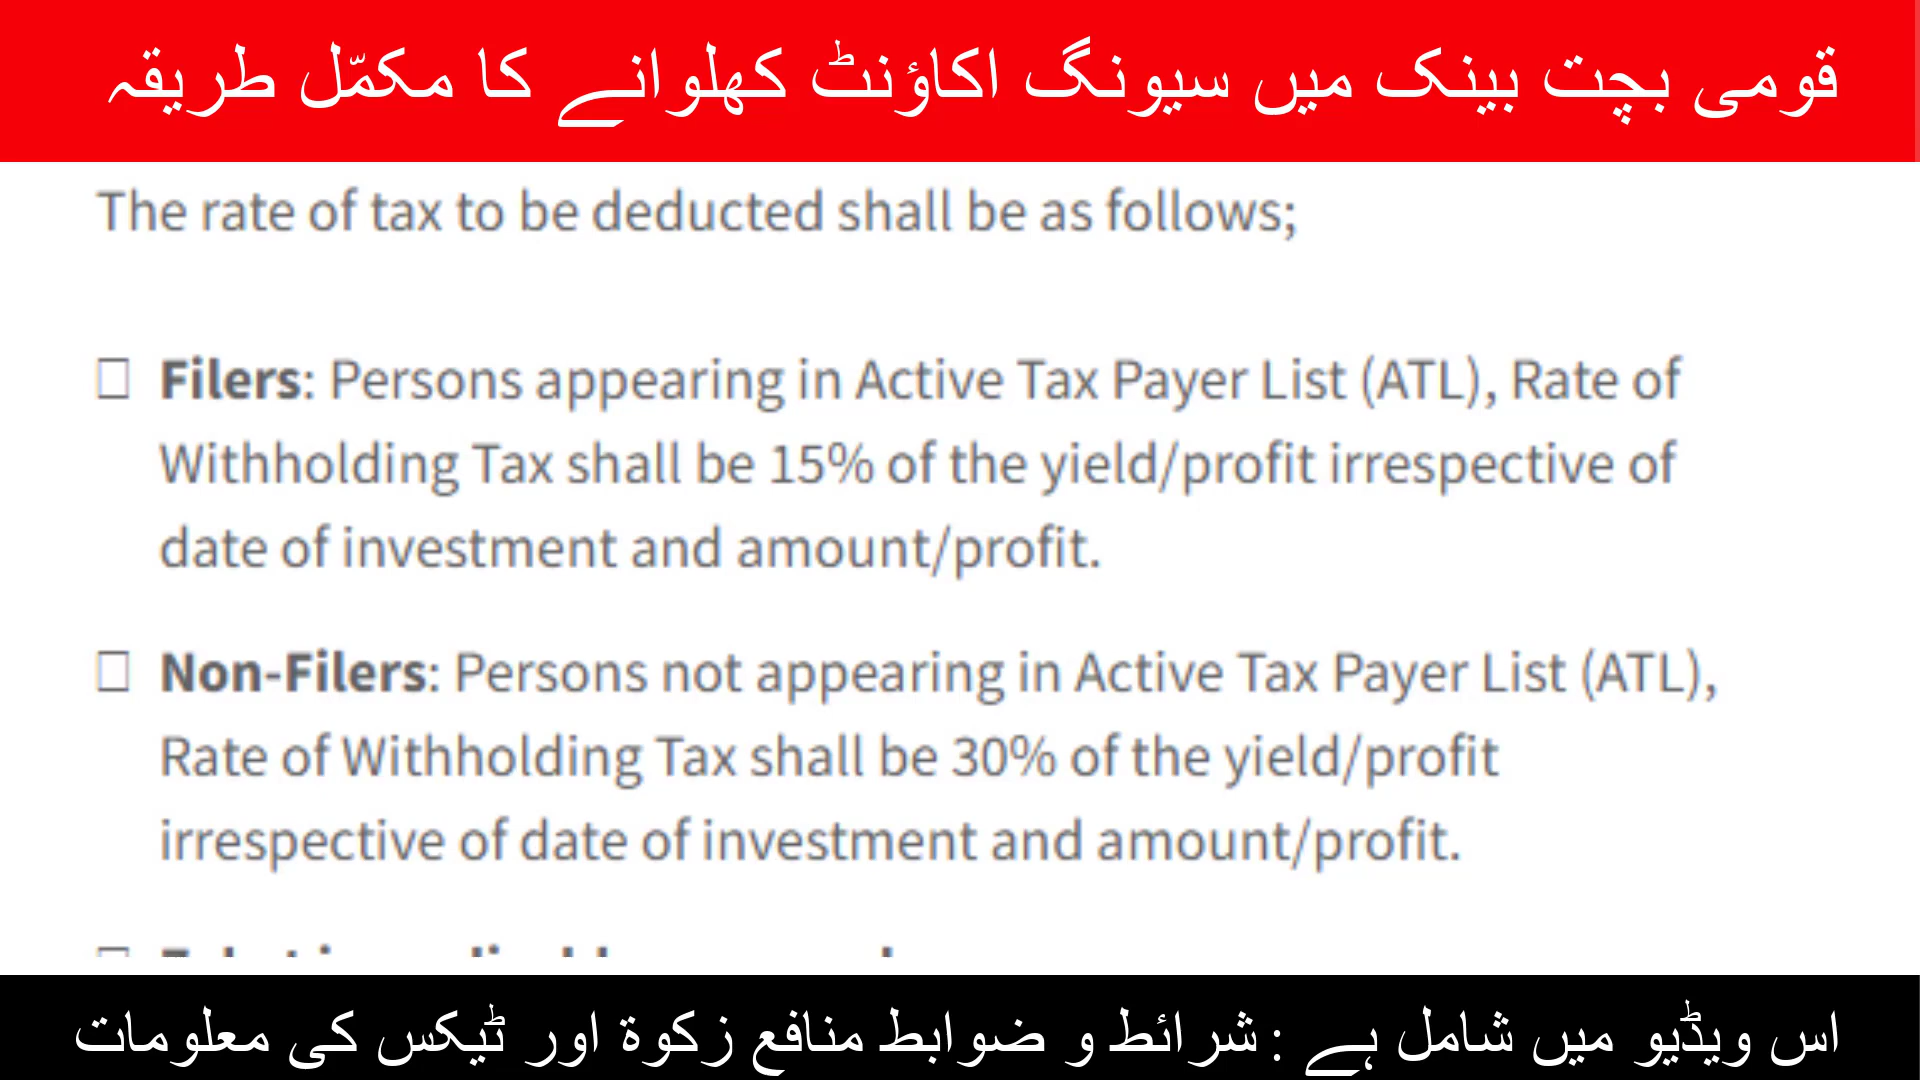 قومی بچت بینک میں سیونگ اکاؤنٹ کھلوانے کا مکمّل طریقہ
The rate of tax to be deducted shall be as follows;
Filers: Persons appearing in Active Tax Payer List (ATL), Rate of
Withholding Tax shall be 15% of the yield/profit irrespective of
date of investment and amount/profit.
Non-Filers: Persons not appearing in Active Tax Payer List (ATL),
Rate of Withholding Tax shall be 30% of the yield/profit
irrespective of date of investment and amount/profit.
اس ویڈیو میں شامل ہے : شرائط و ضوابط منافع زکوۃ اور ٹیکس کی معلومات